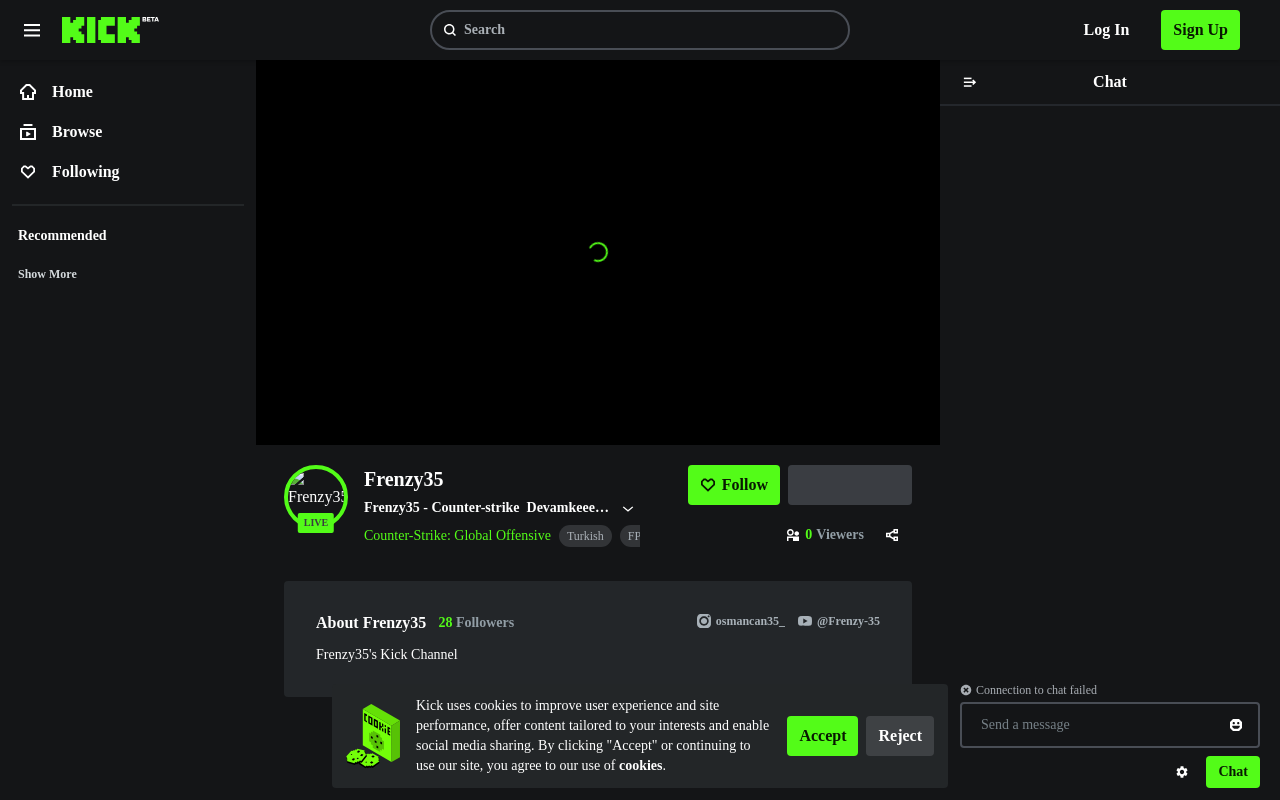 KICK BETA
Search
Log In
Sign Up
Home
Browse
Following
Recommended
Show More
Chat
Frenzy35
LIVE
Frenzy35
Frenzy35 - Counter-strike Devamkeee…
Counter-Strike: Global Offensive
Turkish
FP
Follow
0 Viewers
About Frenzy35
28 Followers
osmancan35_
@Frenzy-35
Frenzy35's Kick Channel
COOKIE
Kick uses cookies to improve user experience and site
performance, offer content tailored to your interests and enable
social media sharing. By clicking "Accept" or continuing to
use our site, you agree to our use of cookies.
Accept
Reject
Connection to chat failed
Send a message
Chat